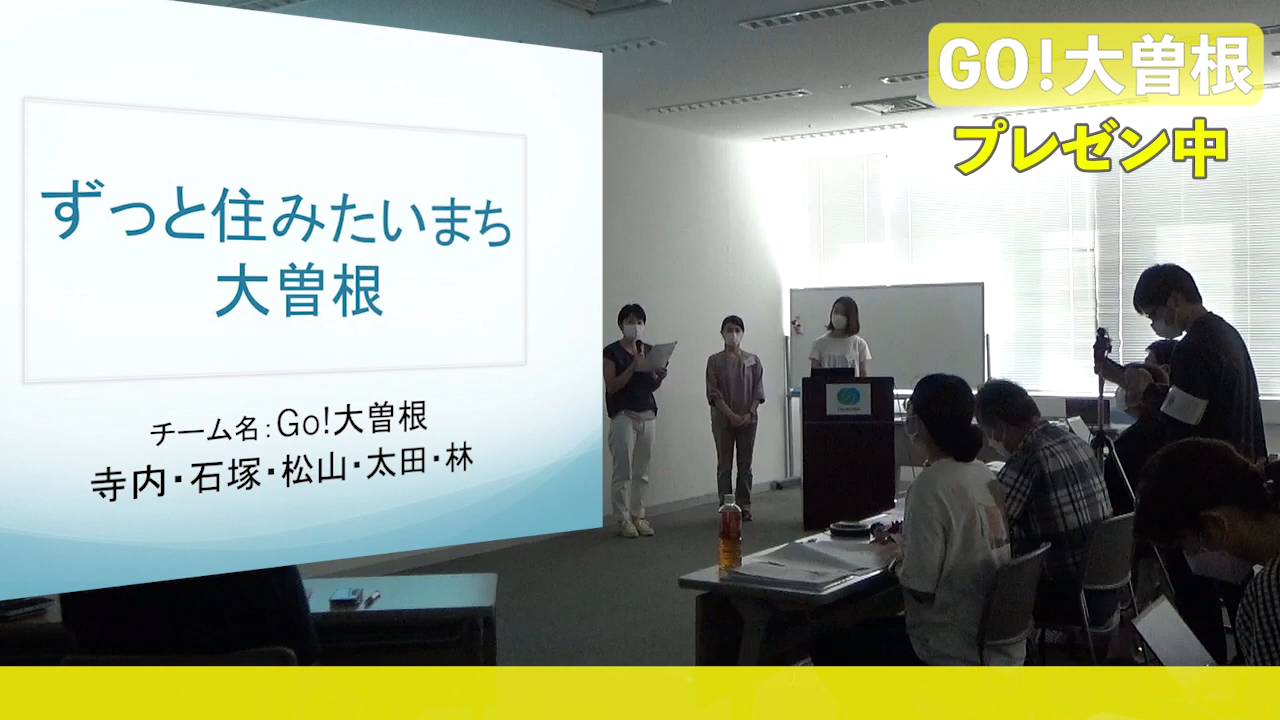 ずっと住みたいまち
大曽根
チーム名：Go!大曽根
寺内・石塚・松山・太田・林
GO！大曽根
プレゼン中